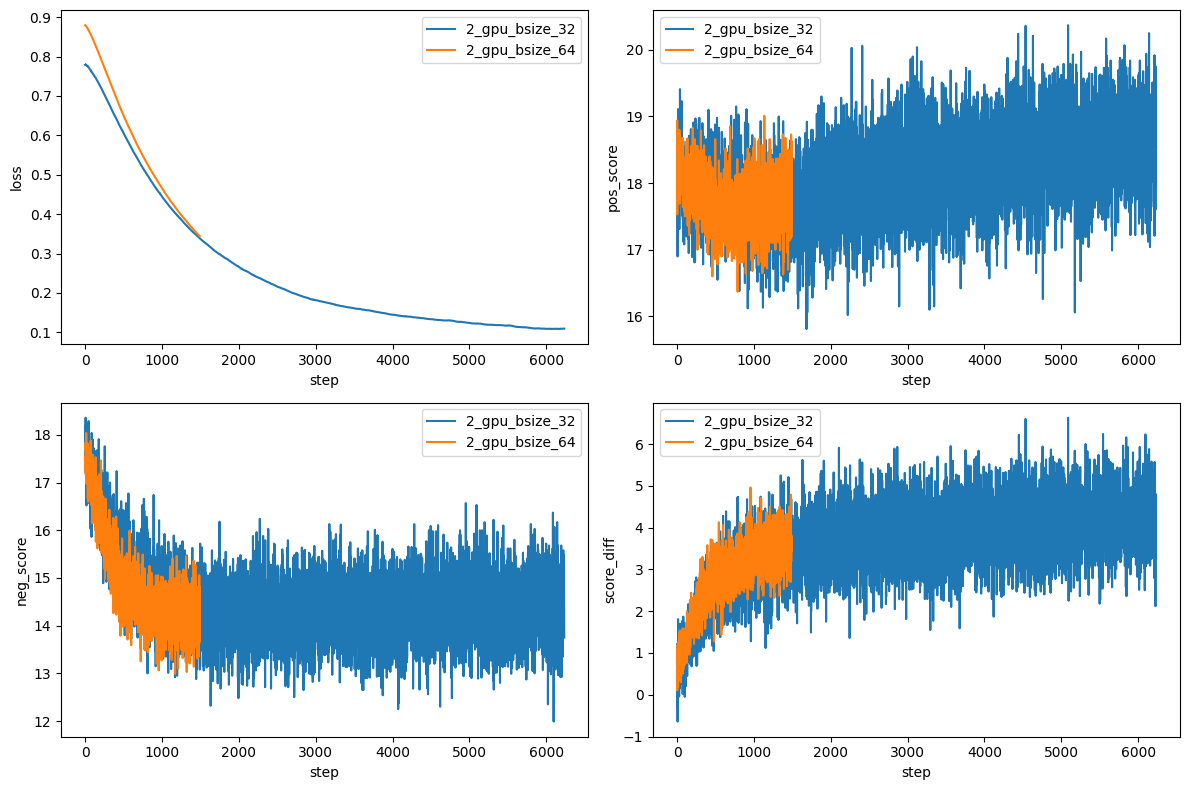 loss
0.9
0.8
0.7
0.6
0.5
0.4
0.3
0.2
0.1
0 1000 2000 3000 4000 5000 6000
step
2_gpu_bsize_32
2_gpu_bsize_64
pos_score
20
19
18
17
16
0 1000 2000 3000 4000 5000 6000
step
2_gpu_bsize_32
2_gpu_bsize_64
neg_score
18
17
16
15
14
13
12
0 1000 2000 3000 4000 5000 6000
step
2_gpu_bsize_32
2_gpu_bsize_64
score_diff
6
5
4
3
2
1
0
−1
0 1000 2000 3000 4000 5000 6000
step
2_gpu_bsize_32
2_gpu_bsize_64